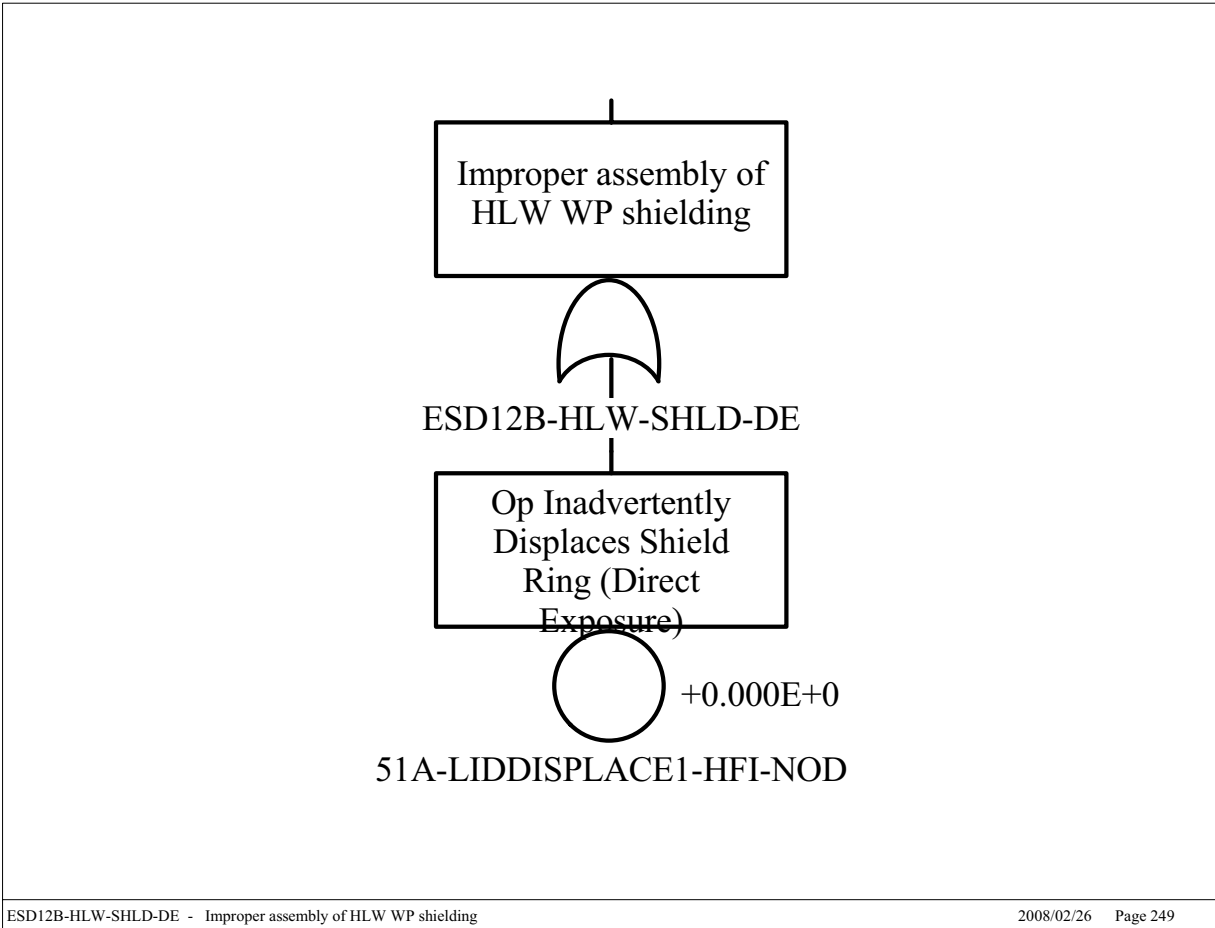 Improper assembly of
HLW WP shielding
ESD12B-HLW-SHLD-DE
Op Inadvertently
Displaces Shield
Ring (Direct
Exposure)
+0.000E+0
51A-LIDDISPLACE1-HFI-NOD
ESD12B-HLW-SHLD-DE - Improper assembly of HLW WP shielding 2008/02/26 Page 249